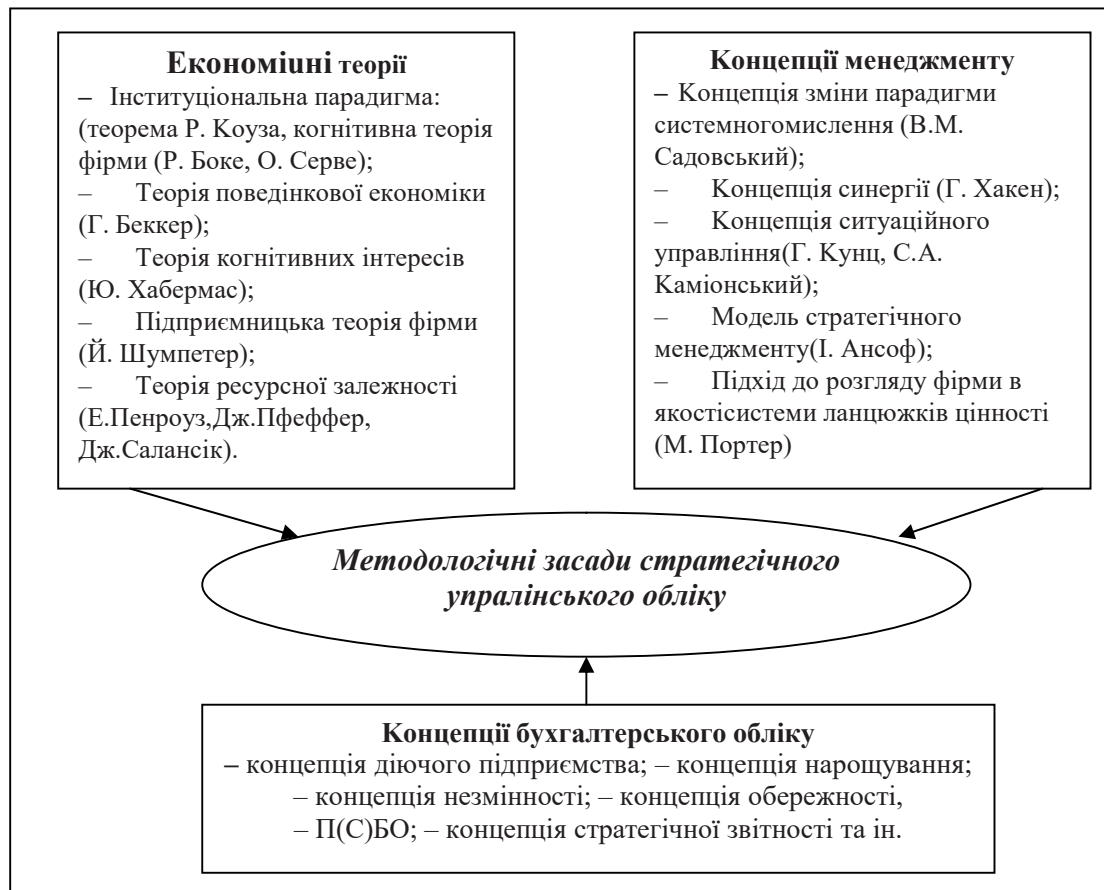 Економіuні теорії
– Інституціональна парадигма:
(теорема Р. Коуза, когнітивна теорія
фірми (Р. Боке, О. Серве);
– Теорія поведінкової економіки
(Г. Беккер);
– Теорія когнітивних інтересів
(Ю. Хабермас);
– Підприємницька теорія фірми
(Й. Шумпетер);
– Теорія ресурсної залежності
(Е.Пенроуз,Дж.Пфеффер,
Дж.Салансік).
Концепції менеджменту
– Концепція зміни парадигми
системногомислення (В.М.
Садовський);
– Концепція синергії (Г. Хакен);
– Концепція ситуаційного
управління(Г. Кунц, С.А.
Каміонський);
– Модель стратегічного
менеджменту(І. Ансоф);
– Підхід до розгляду фірми в
якостісистеми ланцюжків цінності
(М. Портер)
Методологічні засади стратегічного
упралінського обліку
Концепції бухгалтерського обліку
– концепція діючого підприємства; – концепція нарощування;
– концепція незмінності; – концепція обережності,
– П(С)БО; – концепція стратегічної звітності та ін.